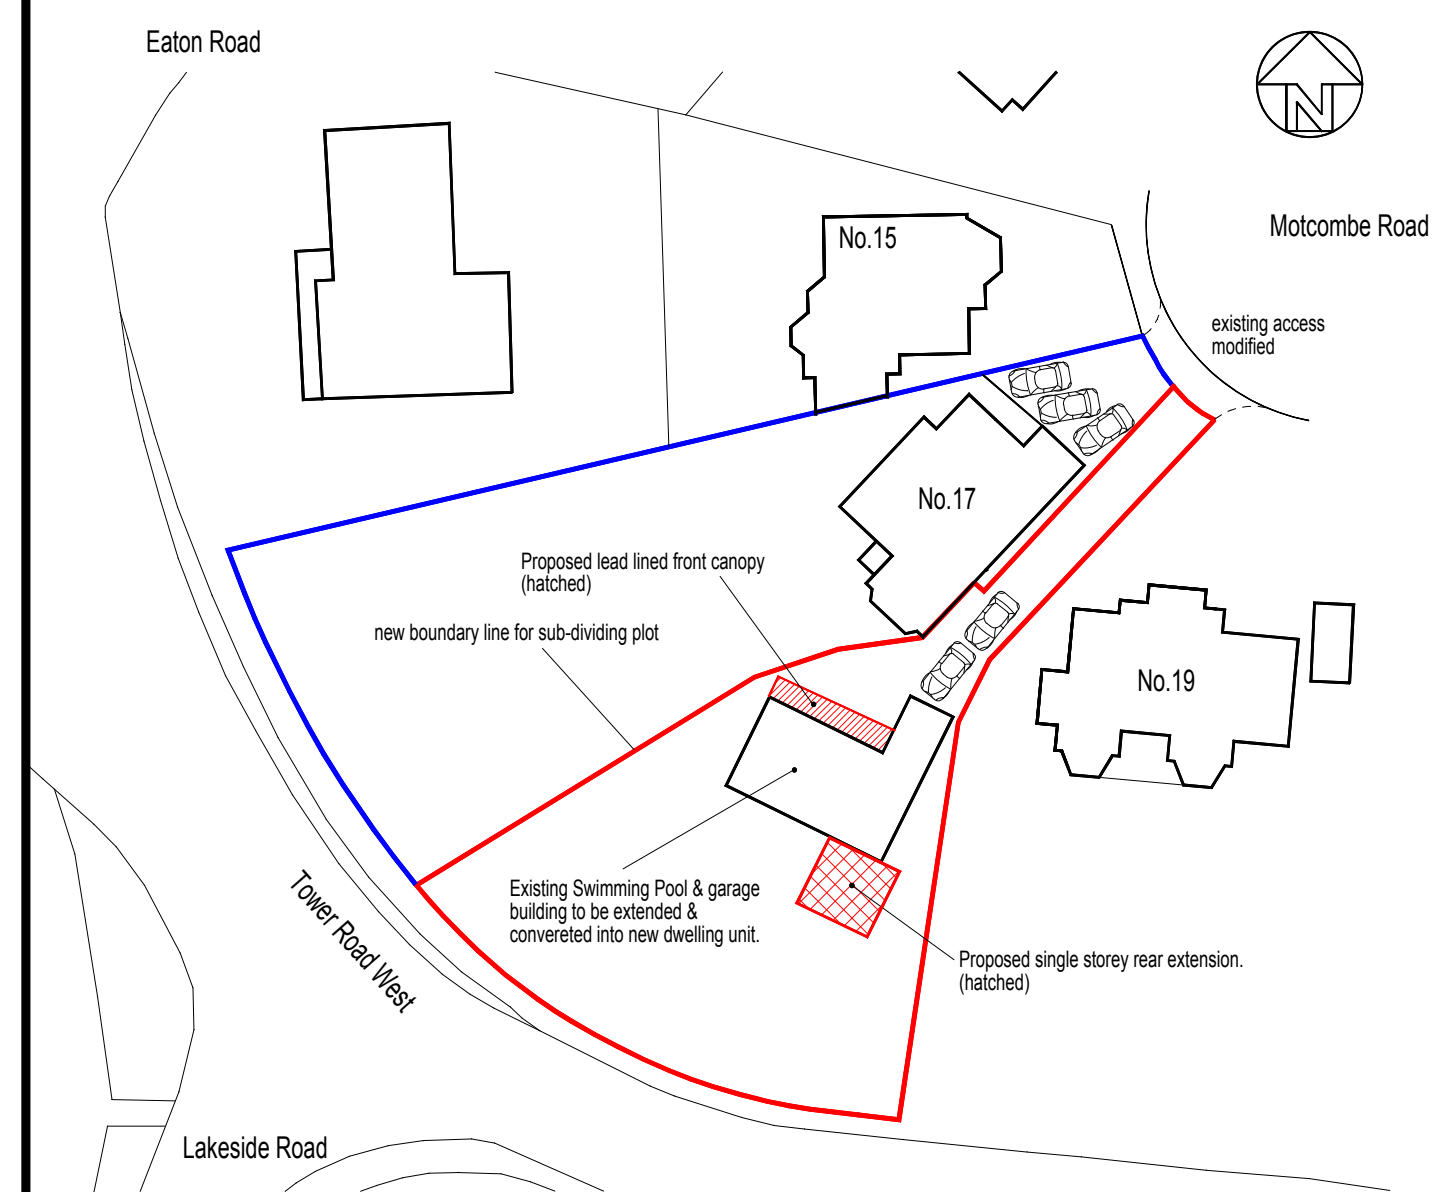 Eaton Road
N
No.15
Motcombe Road
existing access
modified
No.17
Proposed lead lined front canopy
(hatched)
new boundary line for sub-dividing plot
No.19
Existing Swimming Pool & garage
building to be extended &
convereted into new dwelling unit.
Tower Road West
Proposed single storey rear extension.
(hatched)
Lakeside Road